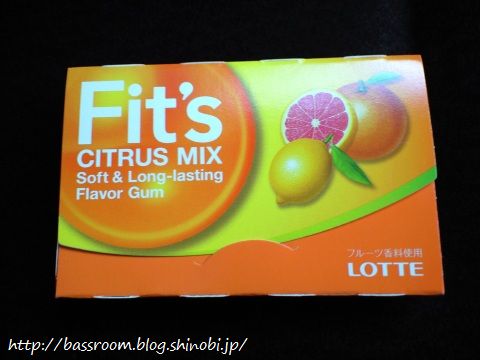 Fit's
CITRUS MIX
Soft & Long-lasting
Flavor Gum
フルーツ香料使用
LOTTE
http://bassroom.blog.shinobi.jp/